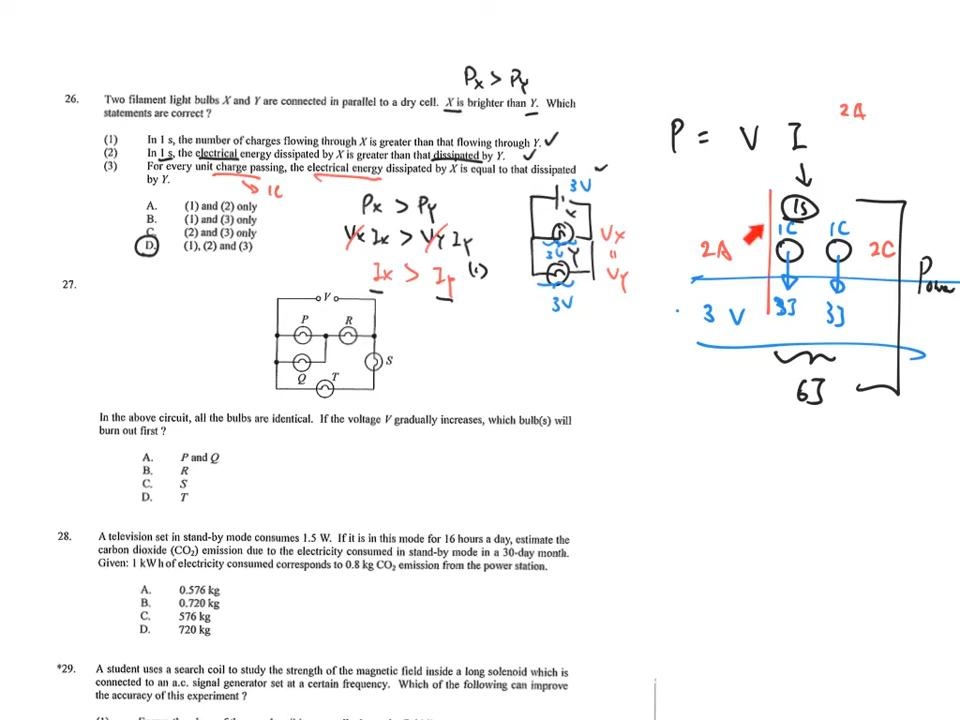 Px > Py
26. Two filament light bulbs X and Y are connected in parallel to a dry cell. X is brighter than Y. Which
statements are correct ?
(1) In 1 s, the number of charges flowing through X is greater than that flowing through Y. ✓
(2) In 1 s, the electrical energy dissipated by X is greater than that dissipated by Y. ✓
(3) For every unit charge passing, the electrical energy dissipated by X is equal to that dissipated ✓
by Y.
1C
A. (1) and (2) only
B. (1) and (3) only
C. (2) and (3) only
D. (1), (2) and (3)
Px > Py
Vx Ix > Vy Iy
Ix > Iy (1)
3V
X
Y
3V
3V
Vx
=
Vy
P = V I
2A
1s
1C 1C
2A 2C
Power
3 V 3J 3J
6J
27.
V
P R
S
Q T
In the above circuit, all the bulbs are identical. If the voltage V gradually increases, which bulb(s) will
burn out first ?
A. P and Q
B. R
C. S
D. T
28. A television set in stand-by mode consumes 1.5 W. If it is in this mode for 16 hours a day, estimate the
carbon dioxide (CO₂) emission due to the electricity consumed in stand-by mode in a 30-day month.
Given: 1 kW h of electricity consumed corresponds to 0.8 kg CO₂ emission from the power station.
A. 0.576 kg
B. 0.720 kg
C. 576 kg
D. 720 kg
*29. A student uses a search coil to study the strength of the magnetic field inside a long solenoid which is
connected to an a.c. signal generator set at a certain frequency. Which of the following can improve
the accuracy of this experiment ?